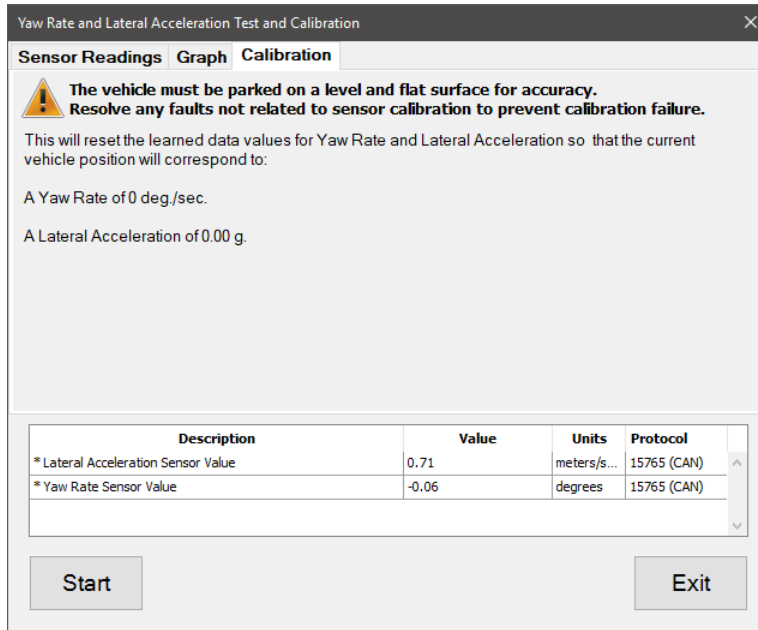 Yaw Rate and Lateral Acceleration Test and Calibration
Sensor Readings Graph Calibration
The vehicle must be parked on a level and flat surface for accuracy.
Resolve any faults not related to sensor calibration to prevent calibration failure.
This will reset the learned data values for Yaw Rate and Lateral Acceleration so that the current
vehicle position will correspond to:
A Yaw Rate of 0 deg./sec.
A Lateral Acceleration of 0.00 g.
Description Value Units Protocol
* Lateral Acceleration Sensor Value 0.71 meters/s... 15765 (CAN)
* Yaw Rate Sensor Value -0.06 degrees 15765 (CAN)
Start Exit